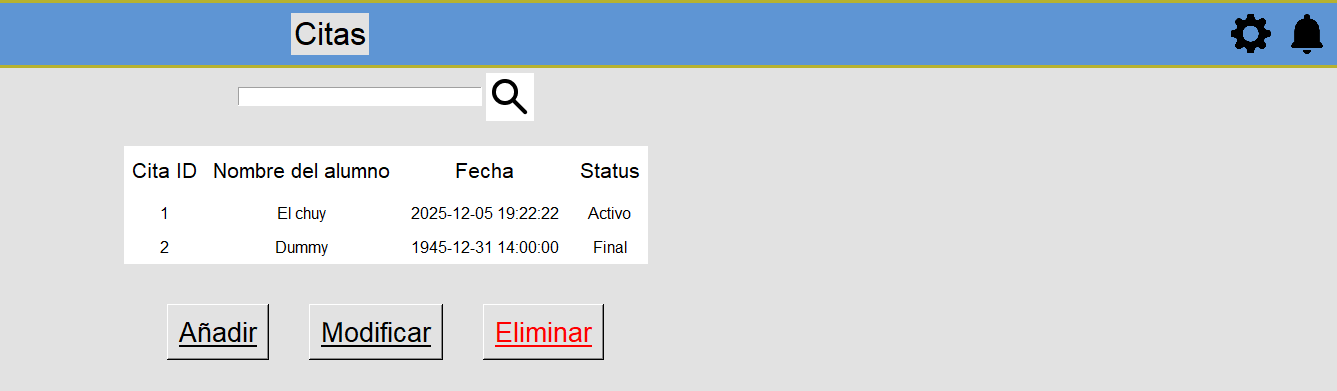 Citas
Cita ID Nombre del alumno Fecha Status
1 El chuy 2025-12-05 19:22:22 Activo
2 Dummy 1945-12-31 14:00:00 Final
Añadir Modificar Eliminar